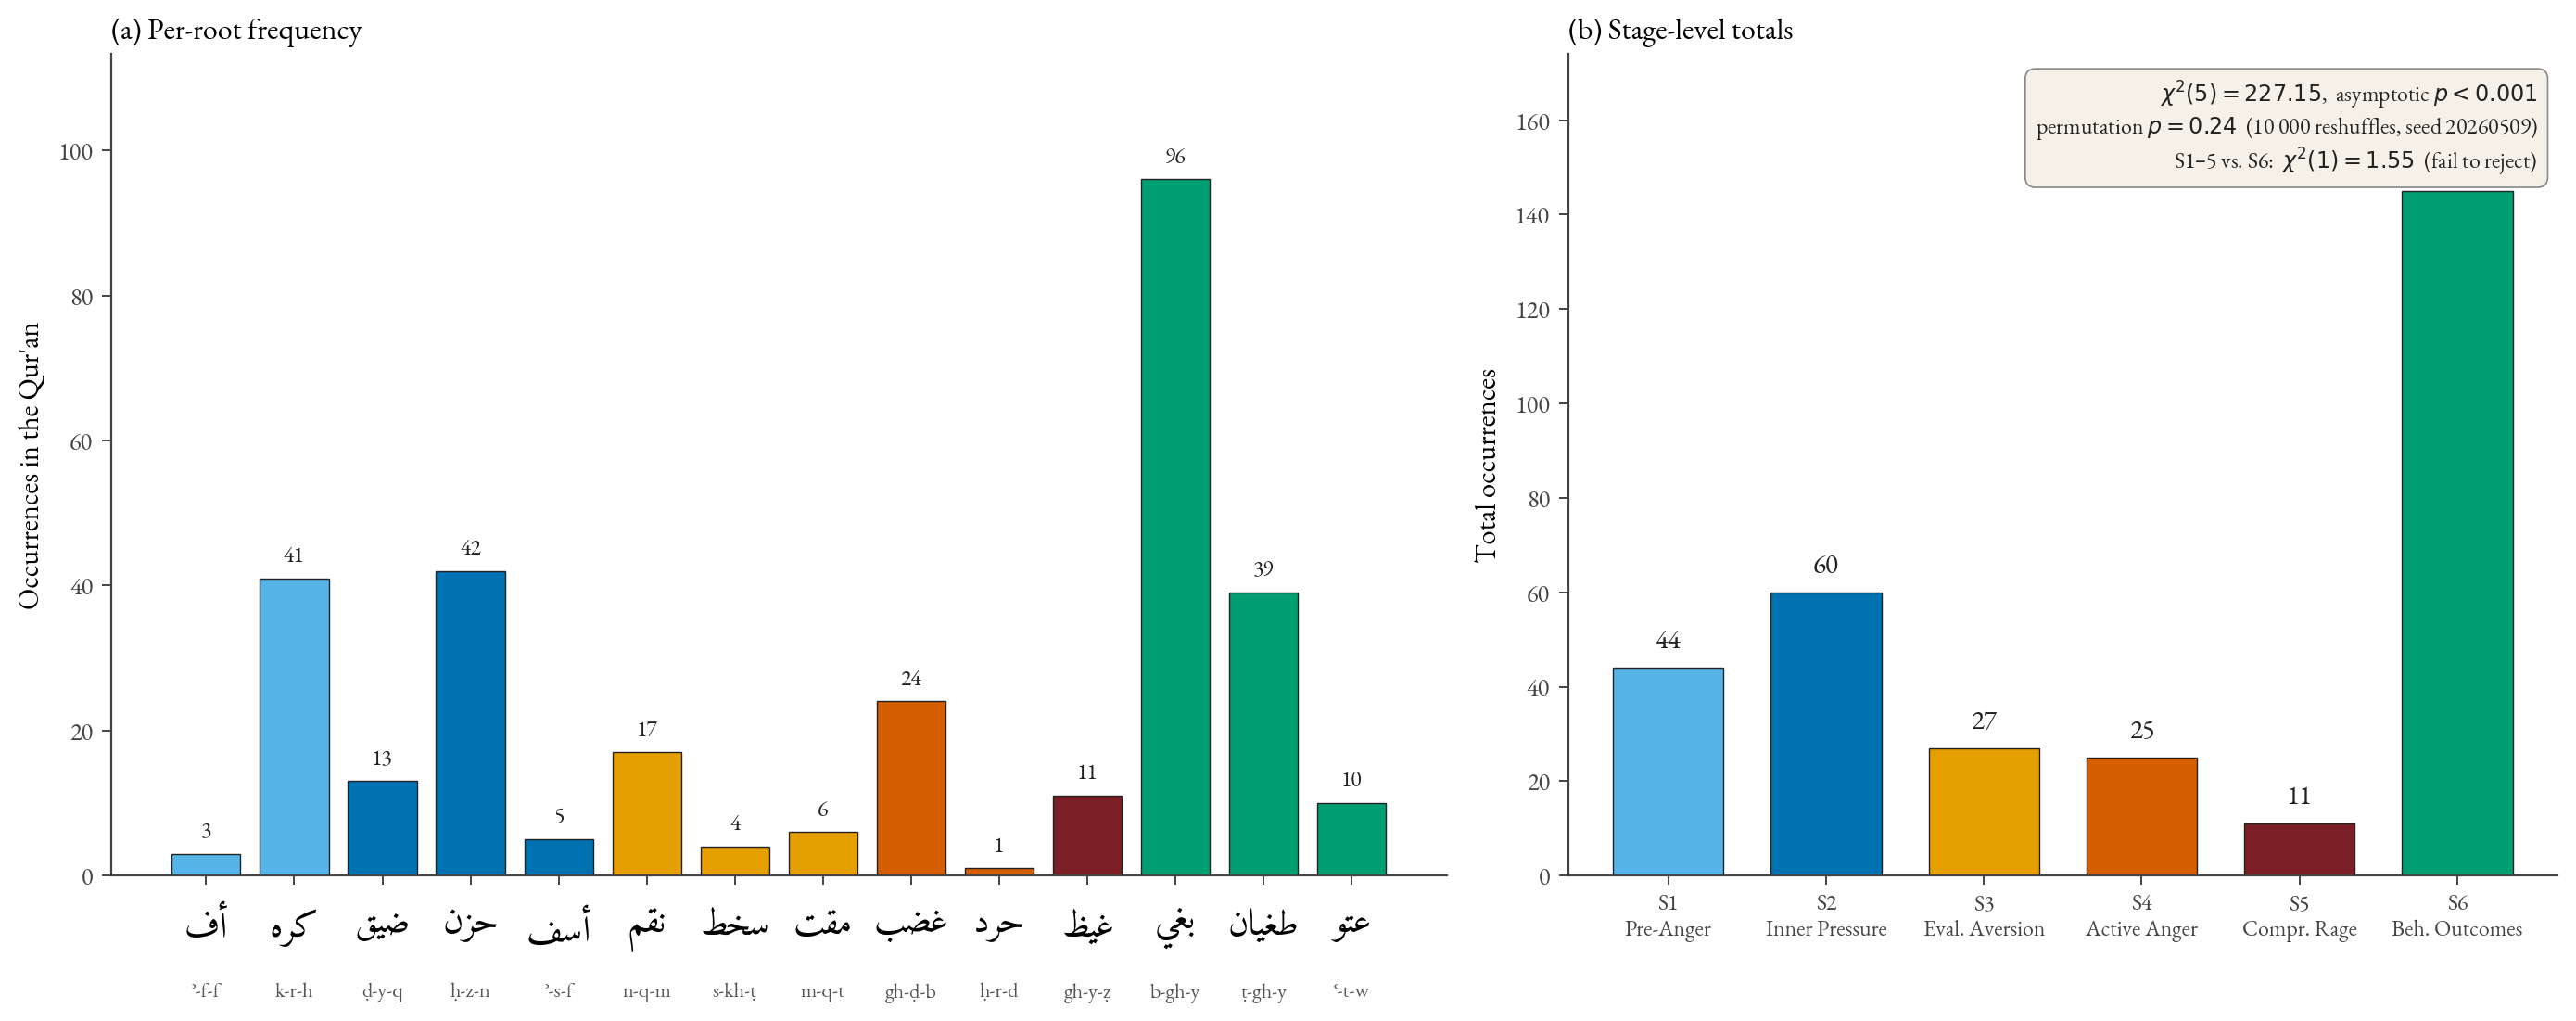 (a) Per-root frequency
Occurrences in the Qur'an
100
80
60
40
20
0
3
41
13
42
5
17
4
6
24
1
11
96
39
10
أف
كره
ضيق
حزن
أسف
نقم
سخط
مقت
غضب
حرد
غيظ
بغي
طغيان
عتو
ʾ-f-f
k-r-h
ḍ-y-q
ḥ-z-n
ʾ-s-f
n-q-m
s-kh-ṭ
m-q-t
gh-ḍ-b
ḥ-r-d
gh-y-ẓ
b-gh-y
ṭ-gh-y
ʿ-t-w
(b) Stage-level totals
χ²(5) = 227.15, asymptotic p < 0.001
permutation p = 0.24 (10 000 reshuffles, seed 20260509)
S1–5 vs. S6: χ²(1) = 1.55 (fail to reject)
Total occurrences
160
140
120
100
80
60
40
20
0
44
60
27
25
11
S1
Pre-Anger
S2
Inner Pressure
S3
Eval. Aversion
S4
Active Anger
S5
Compr. Rage
S6
Beh. Outcomes